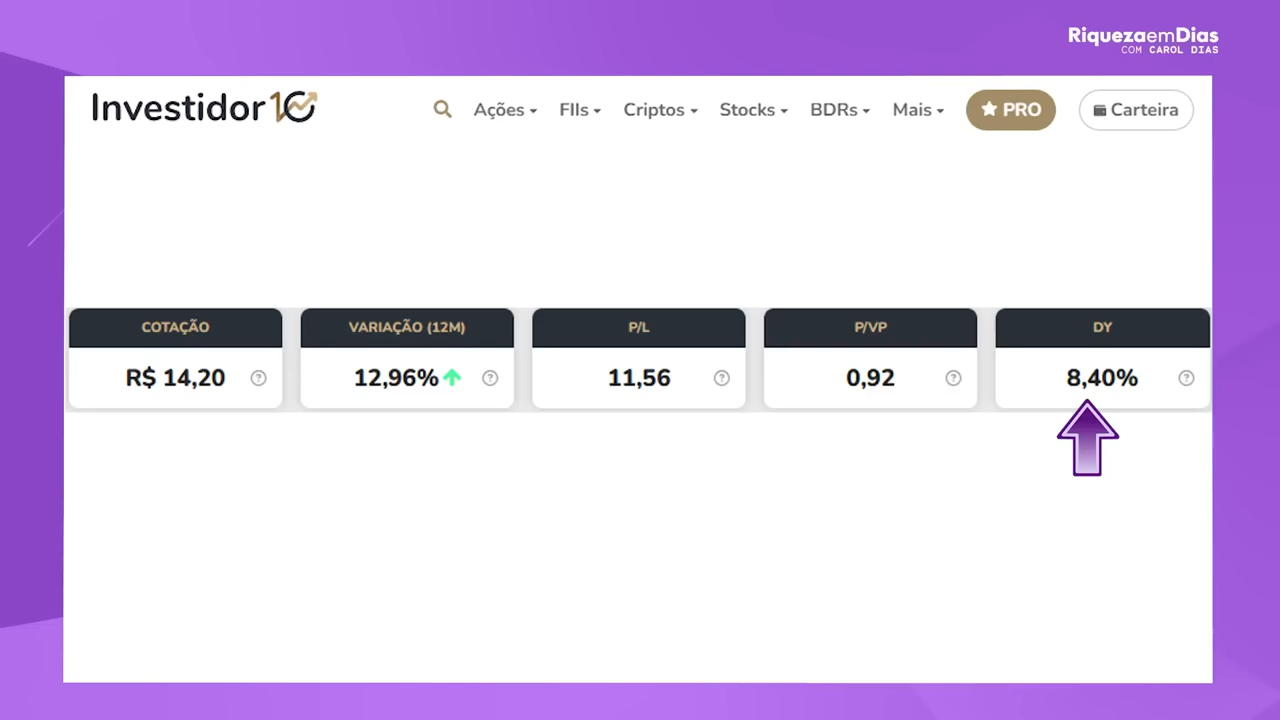 RiquezaemDias
COM CAROL DIAS
Investidor10
Ações
FIIs
Criptos
Stocks
BDRs
Mais
PRO
Carteira
COTAÇÃO
R$ 14,20
VARIAÇÃO (12M)
12,96%
P/L
11,56
P/VP
0,92
DY
8,40%